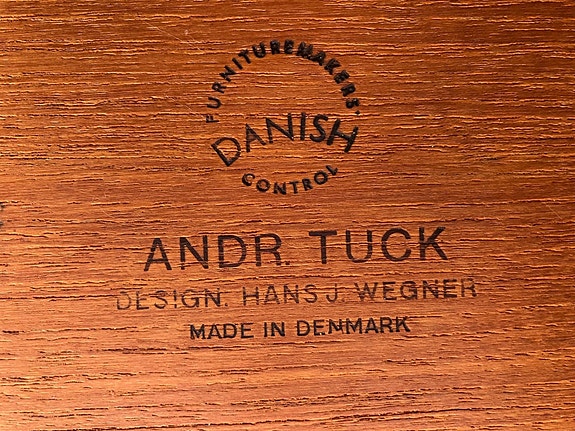 FURNITUREMAKERS'
DANISH
CONTROL
ANDR. TUCK
DESIGN. HANS J. WEGNER
MADE IN DENMARK